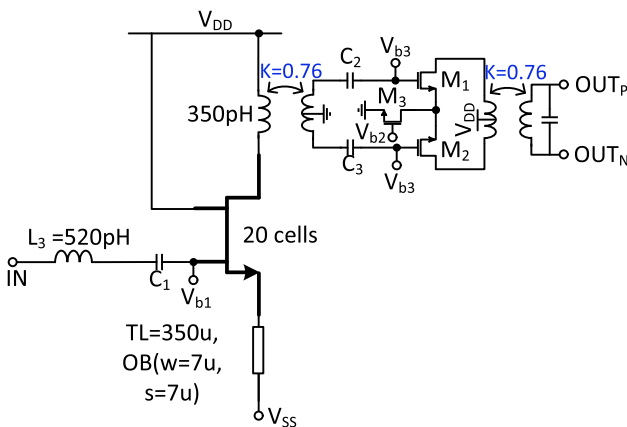 V_DD
K=0.76
C_2
V_b3
K=0.76
M_1
350pH
M_3
V_DD
OUT_P
V_b2
M_2
OUT_N
C_3
V_b3
20 cells
L_3 =520pH
IN
C_1
V_b1
TL=350u,
OB(w=7u,
s=7u)
V_SS